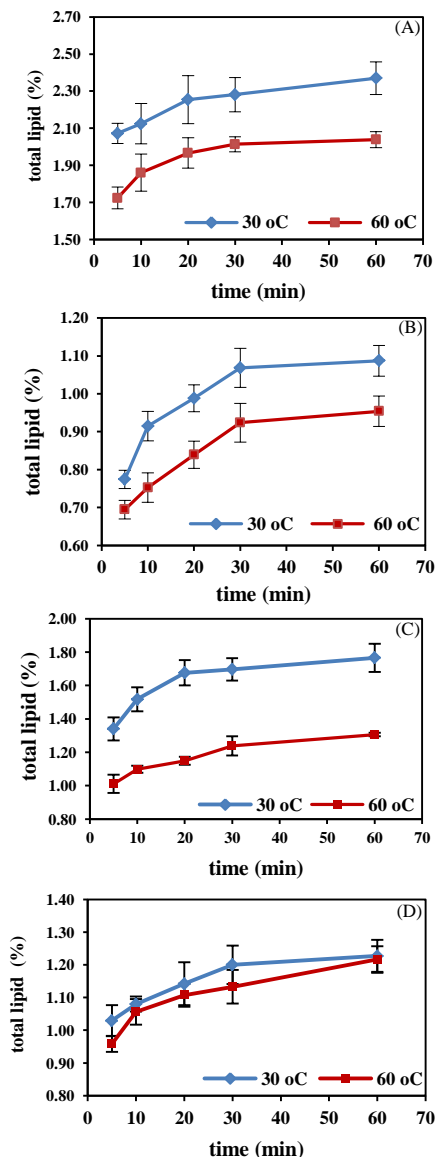 (A)
total lipid (%)
2.70
2.50
2.30
2.10
1.90
1.70
1.50
30 oC 60 oC
0 10 20 30 40 50 60 70
time (min)
(B)
total lipid (%)
1.20
1.10
1.00
0.90
0.80
0.70
0.60
30 oC 60 oC
0 10 20 30 40 50 60 70
time (min)
(C)
total lipid (%)
2.00
1.80
1.60
1.40
1.20
1.00
0.80
30 oC 60 oC
0 10 20 30 40 50 60 70
time (min)
(D)
total lipid (%)
1.40
1.30
1.20
1.10
1.00
0.90
0.80
30 oC 60 oC
0 10 20 30 40 50 60 70
time (min)